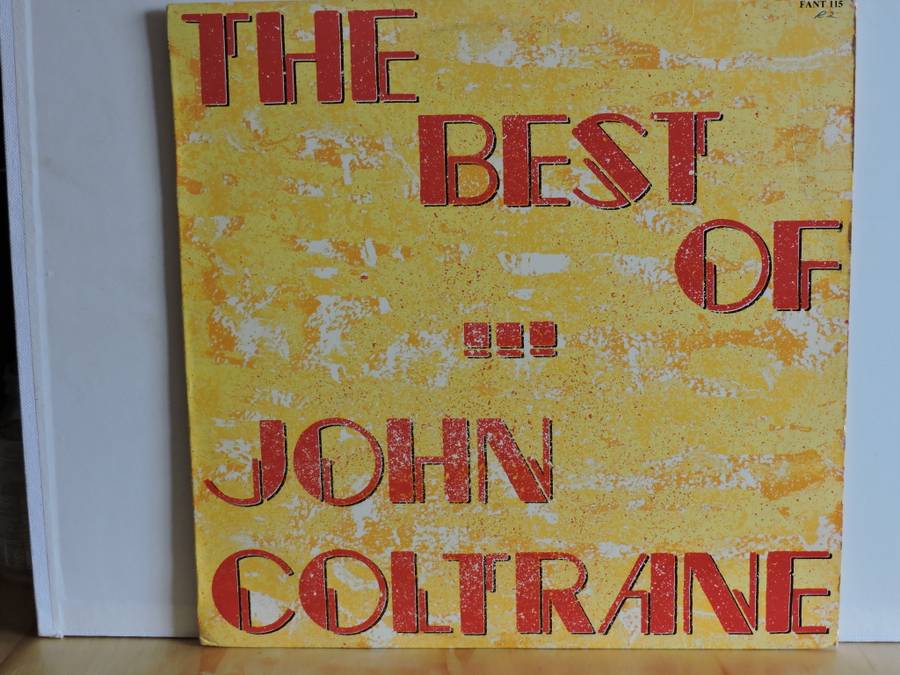 FANT 115
THE
BEST
OF
...
JOHN
COLTRANE